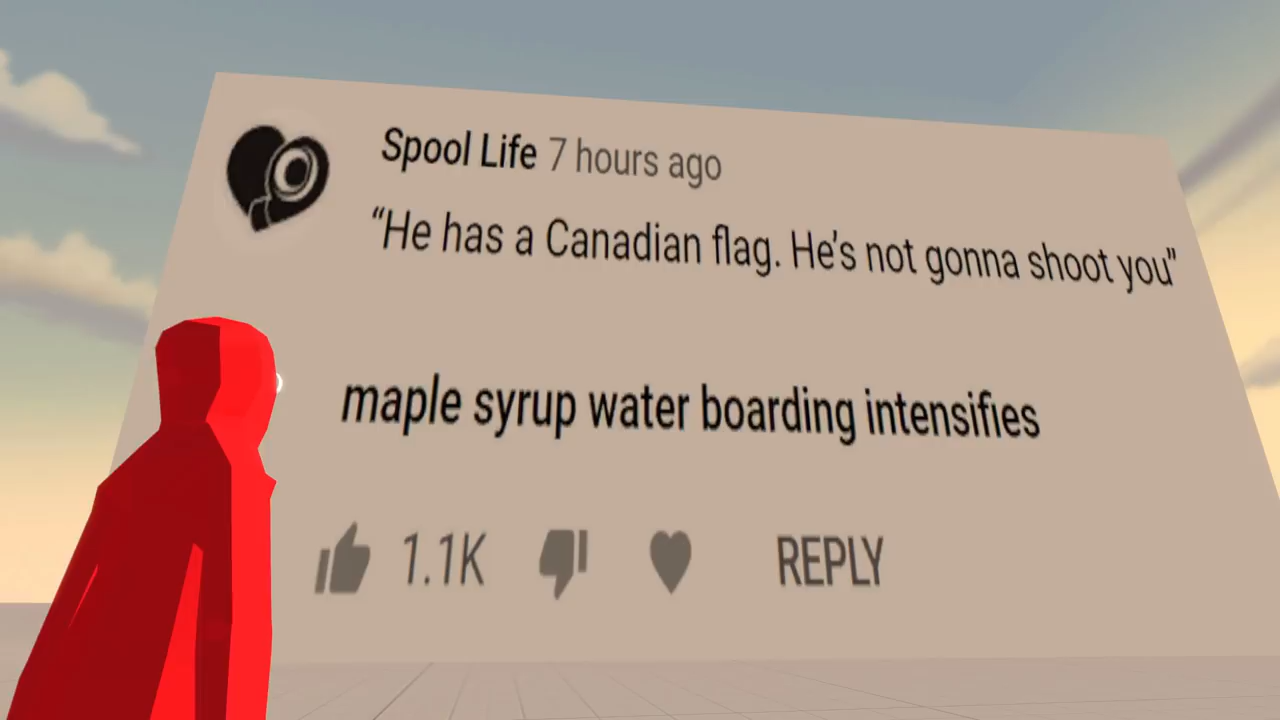 Spool Life 7 hours ago
“He has a Canadian flag. He’s not gonna shoot you”
maple syrup water boarding intensifies
1.1K REPLY